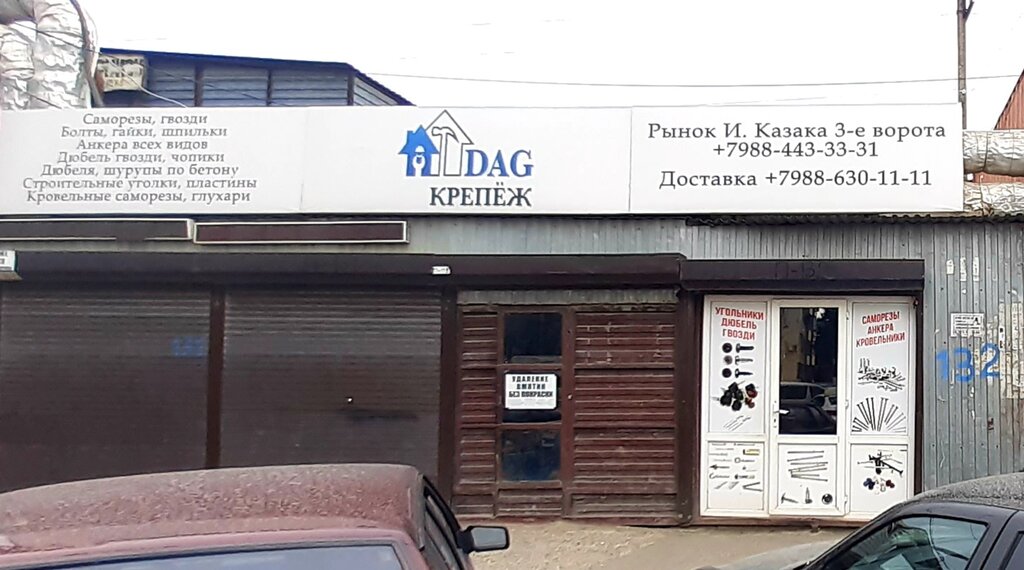 Саморезы, гвозди
Болты, гайки, шпильки
Анкера всех видов
Дюбель гвозди, чопики
Дюбеля, шурупы по бетону
Строительные уголки, пластины
Кровельные саморезы, глухари
DAG
КРЕПЁЖ
Рынок И. Казака 3-е ворота
+7988-443-33-31
Доставка +7988-630-11-11
УДАЛЕНИЕ
ВМЯТИН
БЕЗ ПОКРАСКИ
УГОЛЬНИКИ
ДЮБЕЛЬ
ГВОЗДИ
САМОРЕЗЫ
АНКЕРА
КРОВЕЛЬНИКИ
132